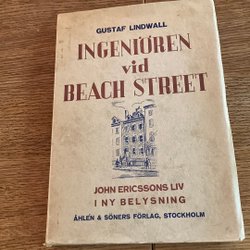 GUSTAF LINDWALL
INGENIÖREN
vid
BEACH STREET
JOHN ERICSSONS LIV
I NY BELYSNING
ÅHLÉN & SÖNERS FÖRLAG, STOCKHOLM